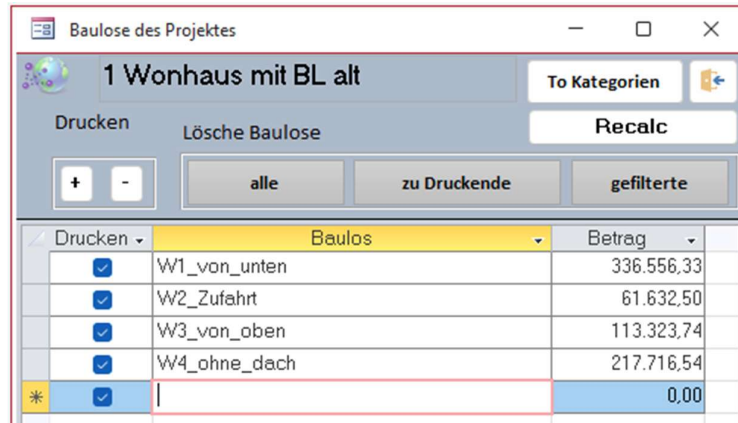 Baulose des Projektes
1 Wonhaus mit BL alt
To Kategorien
Drucken
Lösche Baulose
Recalc
+ -
alle
zu Druckende
gefilterte
Drucken Baulos Betrag
W1_von_unten 336.556,33
W2_Zufahrt 61.632,50
W3_von_oben 113.323,74
W4_ohne_dach 217.716,54
0,00